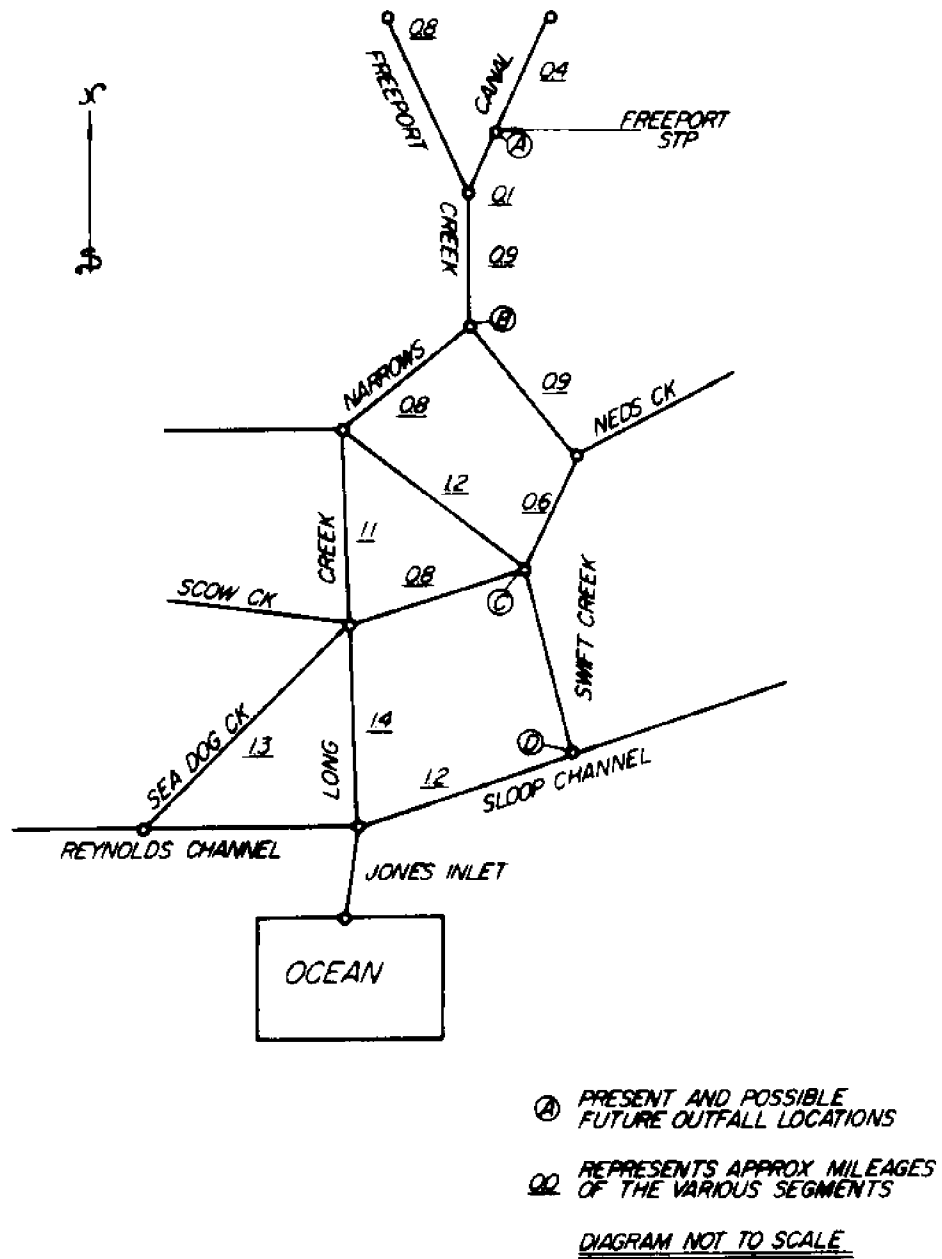 0.8
FREEPORT
CANAL
0.4
FREEPORT
STP
A
0.1
CREEK
0.9
B
NARROWS
0.8
0.9
NEDS CK
1.2
0.6
CREEK
1.1
0.8
SCOW CK
C
SWIFT CREEK
SEA DOG CK
1.3
LONG
1.4
D
1.2
SLOOP CHANNEL
REYNOLDS CHANNEL
JONES INLET
OCEAN
A PRESENT AND POSSIBLE
FUTURE OUTFALL LOCATIONS
0.0 REPRESENTS APPROX MILEAGES
OF THE VARIOUS SEGMENTS
DIAGRAM NOT TO SCALE